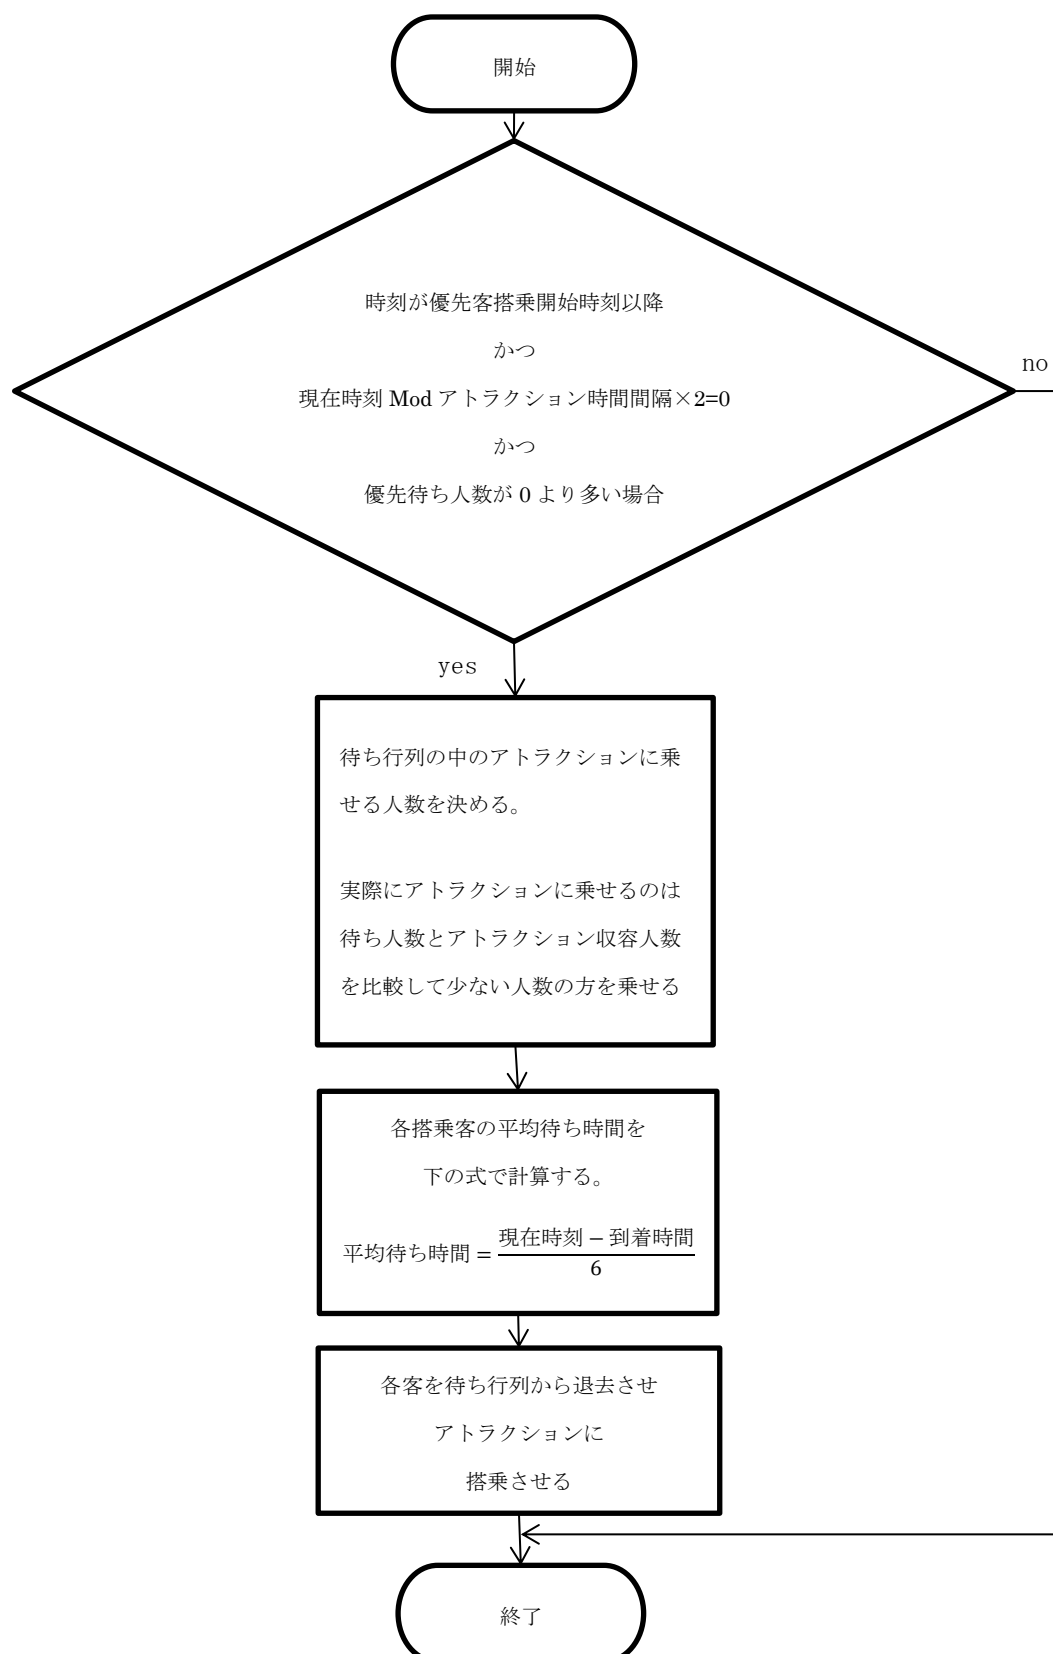 開始
時刻が優先客搭乗開始時刻以降
かつ
現在時刻 Mod アトラクション時間間隔×2=0
かつ
優先待ち人数が 0 より多い場合
no
yes
待ち行列の中のアトラクションに乗
せる人数を決める。
実際にアトラクションに乗せるのは
待ち人数とアトラクション収容人数
を比較して少ない人数の方を乗せる
各搭乗客の平均待ち時間を
下の式で計算する。
現在時刻 – 到着時間
平均待ち時間 =
6
各客を待ち行列から退去させ
アトラクションに
搭乗させる
終了